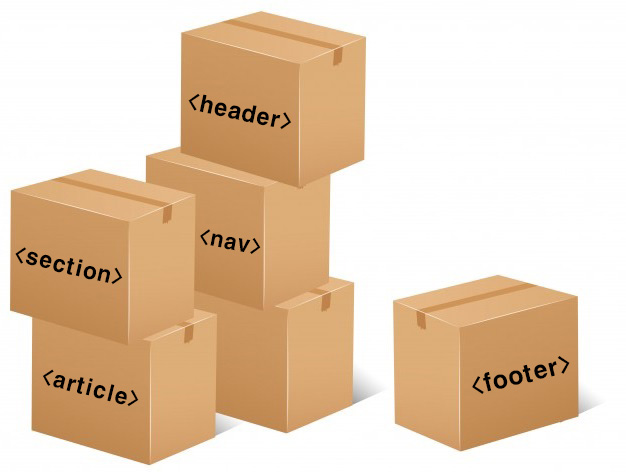 <header>
<nav>
<section>
<article>
<footer>